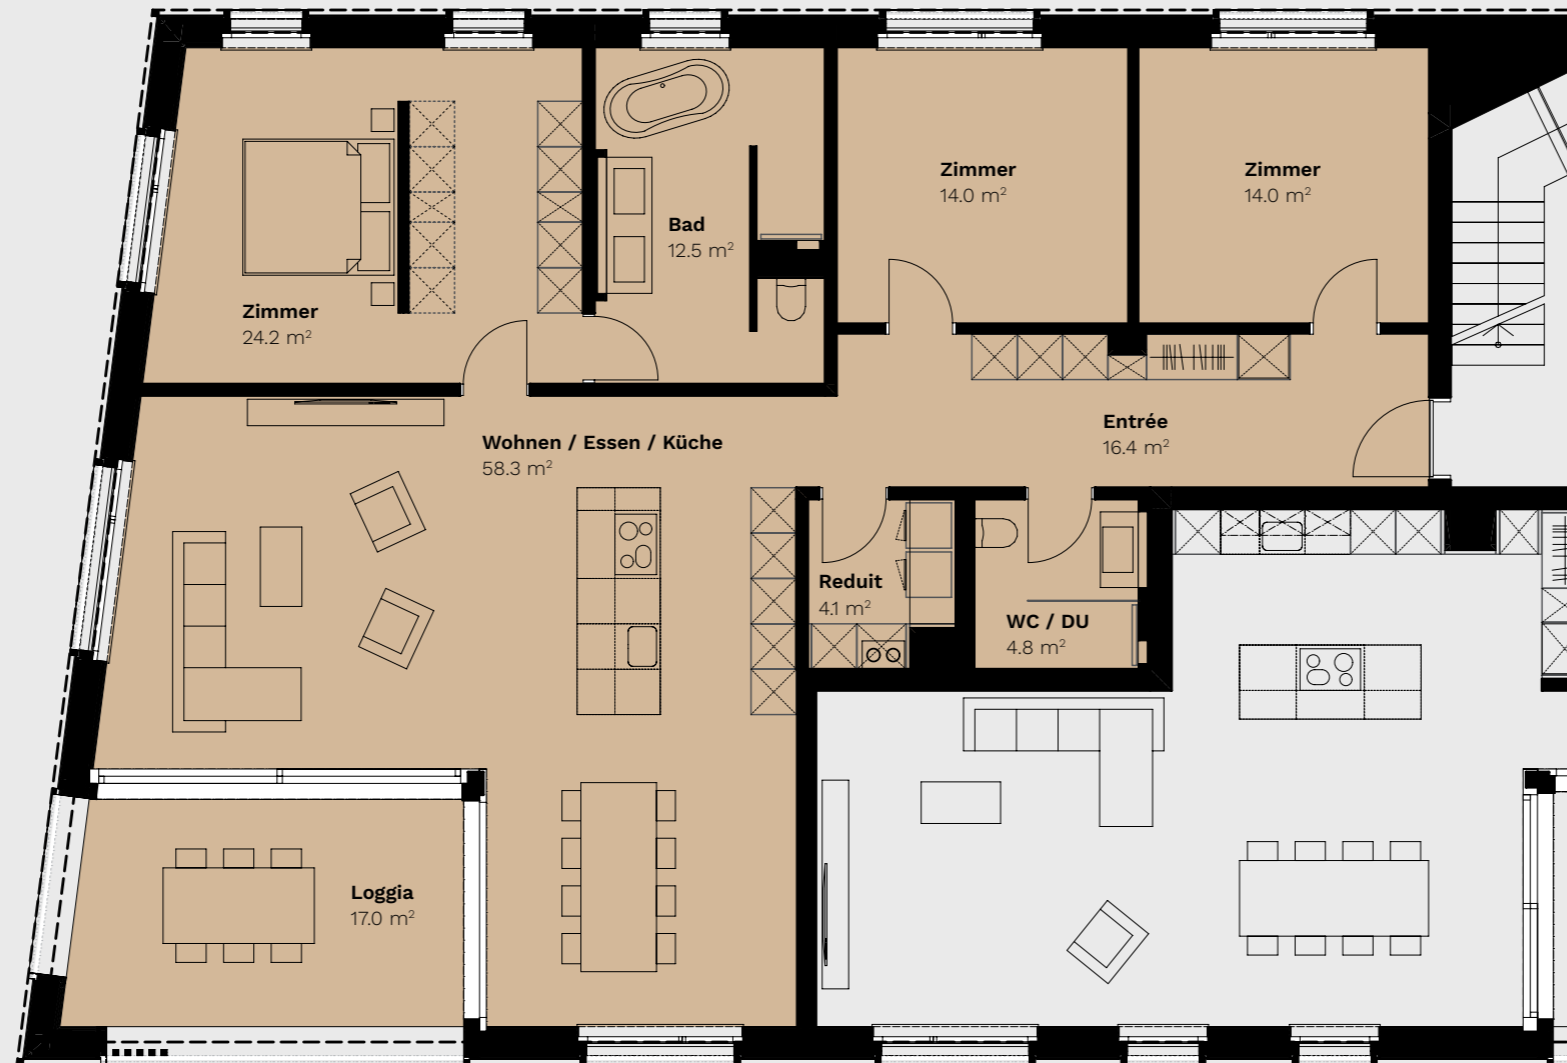 Zimmer
14.0 m²
Zimmer
14.0 m²
Bad
12.5 m²
Zimmer
24.2 m²
Entrée
16.4 m²
Wohnen / Essen / Küche
58.3 m²
Reduit
4.1 m²
WC / DU
4.8 m²
Loggia
17.0 m²